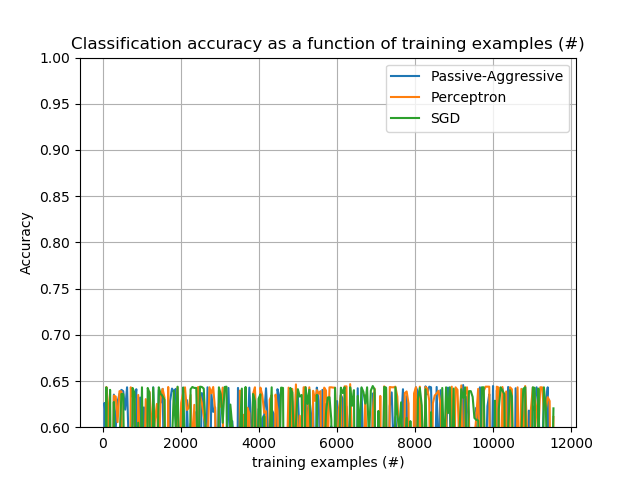 Classification accuracy as a function of training examples (#)
Passive-Aggressive
Perceptron
SGD
Accuracy
1.00
0.95
0.90
0.85
0.80
0.75
0.70
0.65
0.60
0 2000 4000 6000 8000 10000 12000
training examples (#)